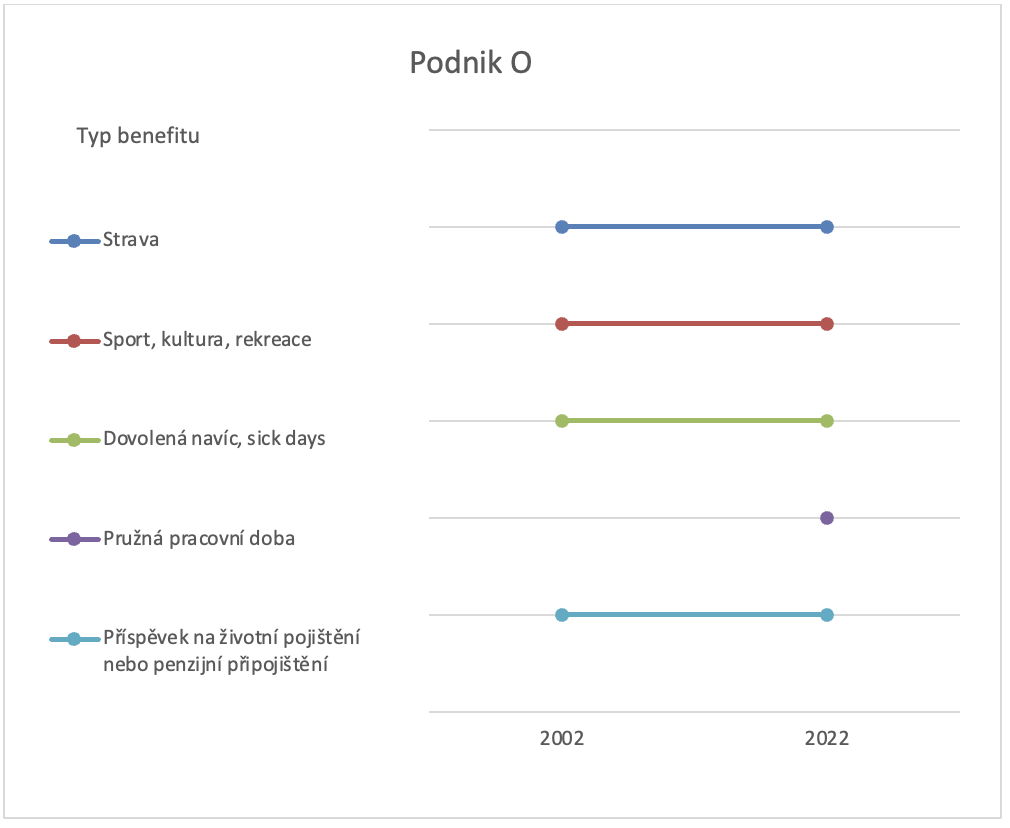 Podnik O
Typ benefitu
Strava
Sport, kultura, rekreace
Dovolená navíc, sick days
Pružná pracovní doba
Příspěvek na životní pojištění
nebo penzijní připojištění
2002 2022